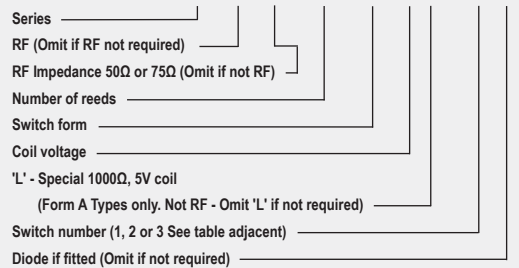 Series
RF (Omit if RF not required)
RF Impedance 50Ω or 75Ω (Omit if not RF)
Number of reeds
Switch form
Coil voltage
'L' - Special 1000Ω, 5V coil
(Form A Types only. Not RF - Omit 'L' if not required)
Switch number (1, 2 or 3 See table adjacent)
Diode if fitted (Omit if not required)